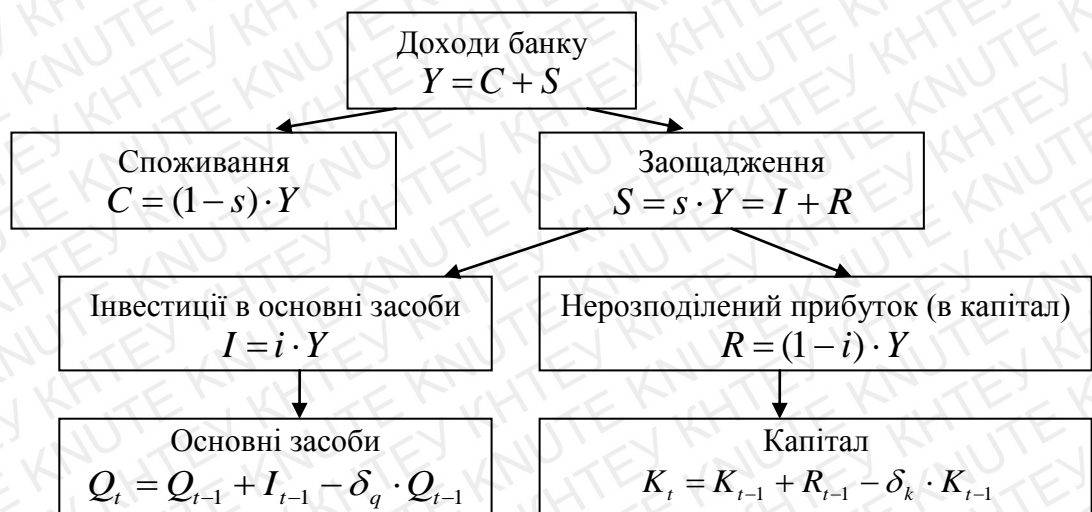 Доходи банку
Y = C + S
Споживання
C = (1 − s) · Y
Заощадження
S = s · Y = I + R
Інвестиції в основні засоби
I = i · Y
Нерозподілений прибуток (в капітал)
R = (1 − i) · Y
Основні засоби
Q_t = Q_{t−1} + I_{t−1} − δ_q · Q_{t−1}
Капітал
K_t = K_{t−1} + R_{t−1} − δ_k · K_{t−1}